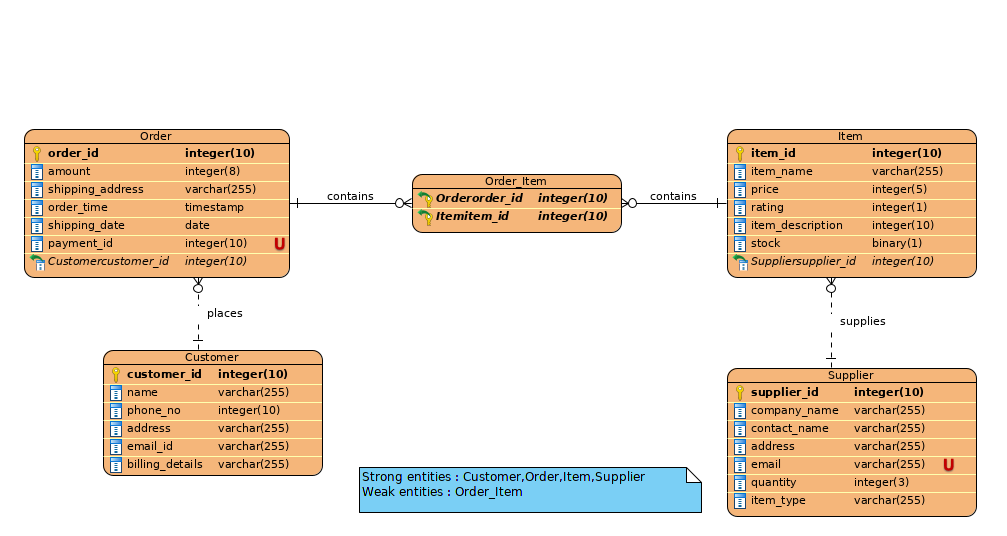 Order
order_id integer(10)
amount integer(8)
shipping_address varchar(255)
order_time timestamp
shipping_date date
payment_id integer(10) U
Customercustomer_id integer(10)
contains
Order_Item
Orderorder_id integer(10)
Itemitem_id integer(10)
contains
Item
item_id integer(10)
item_name varchar(255)
price integer(5)
rating integer(1)
item_description integer(10)
stock binary(1)
Suppliersupplier_id integer(10)
places
supplies
Customer
customer_id integer(10)
name varchar(255)
phone_no integer(10)
address varchar(255)
email_id varchar(255)
billing_details varchar(255)
Supplier
supplier_id integer(10)
company_name varchar(255)
contact_name varchar(255)
address varchar(255)
email varchar(255) U
quantity integer(3)
item_type varchar(255)
Strong entities : Customer,Order,Item,Supplier
Weak entities : Order_Item